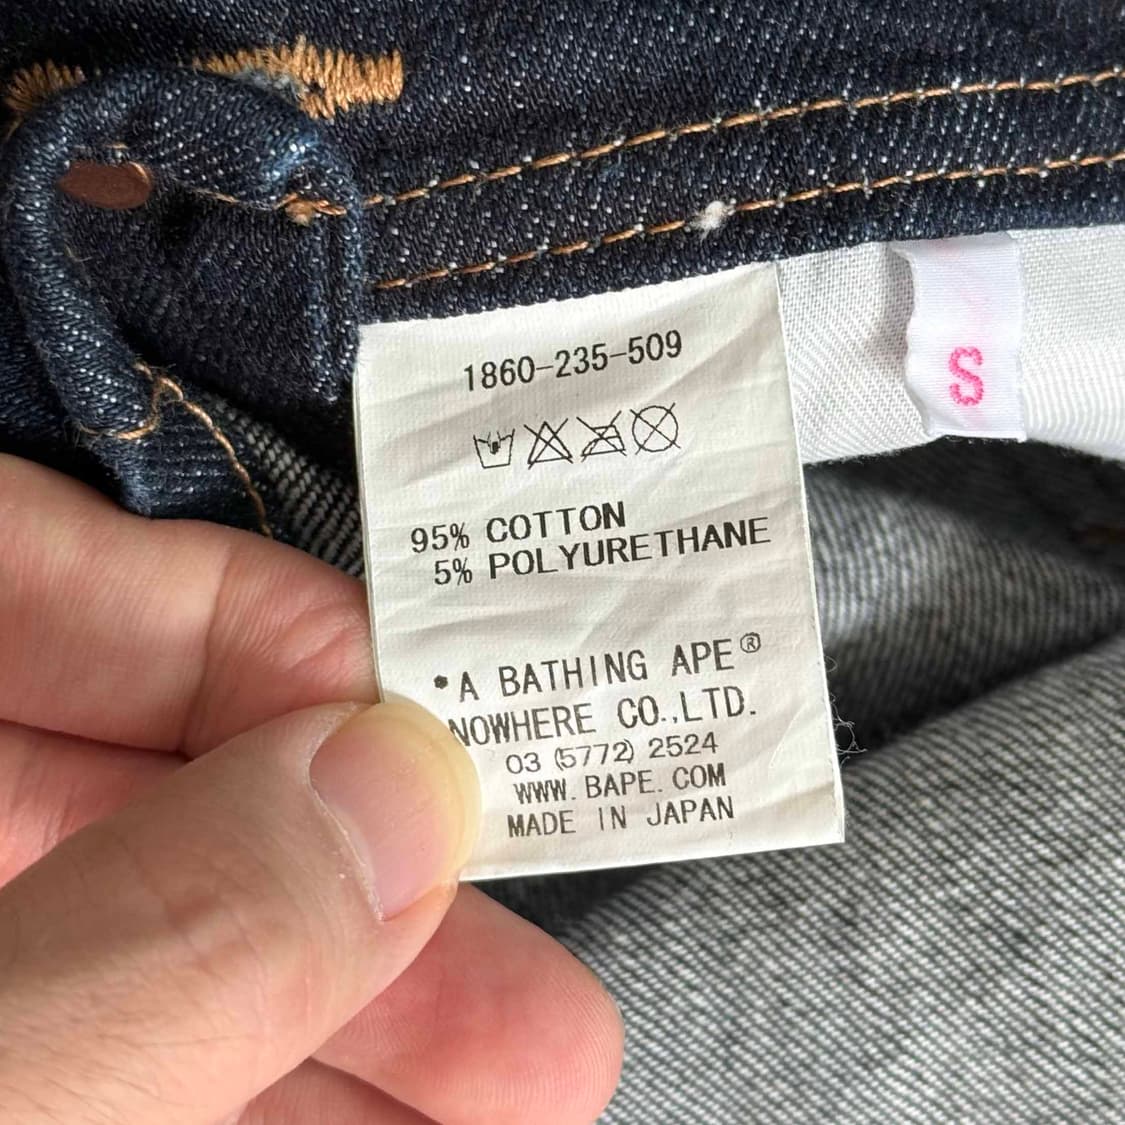 1860-235-509
95% COTTON
5% POLYURETHANE
*A BATHING APE®
NOWHERE CO.,LTD.
03 (5772) 2524
WWW.BAPE.COM
MADE IN JAPAN
S